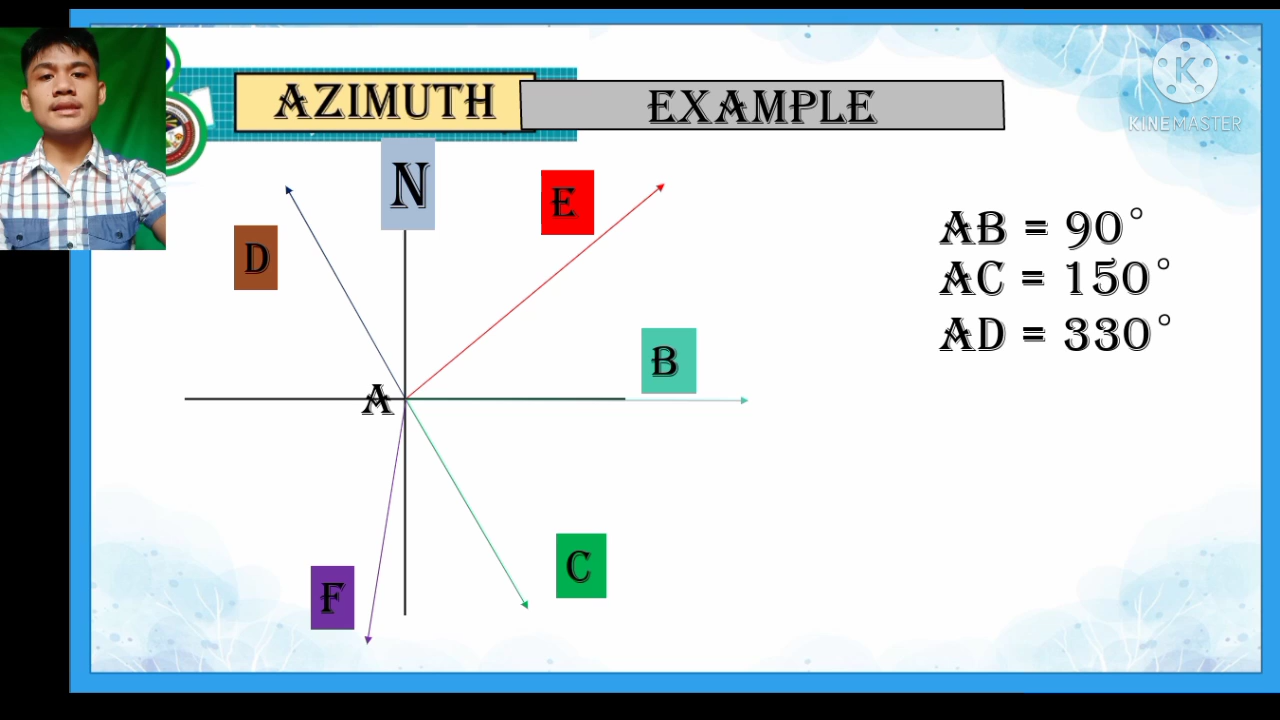 AZIMUTH
EXAMPLE
K
KINEMASTER
N
E
D
AB = 90°
AC = 150°
AD = 330°
B
A
C
F